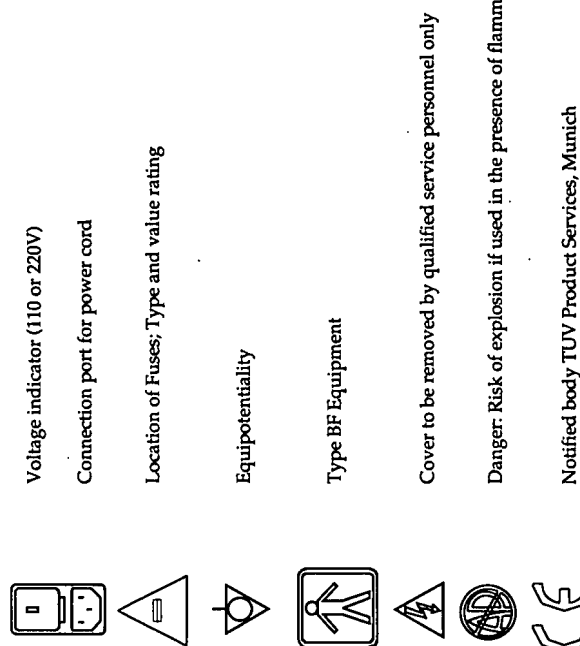 Voltage indicator (110 or 220V)
Connection port for power cord
Location of Fuses; Type and value rating
Equipotentiality
Type BF Equipment
Cover to be removed by qualified service personnel only
Danger: Risk of explosion if used in the presence of
Notified body TUV Product Services, Munich
CE